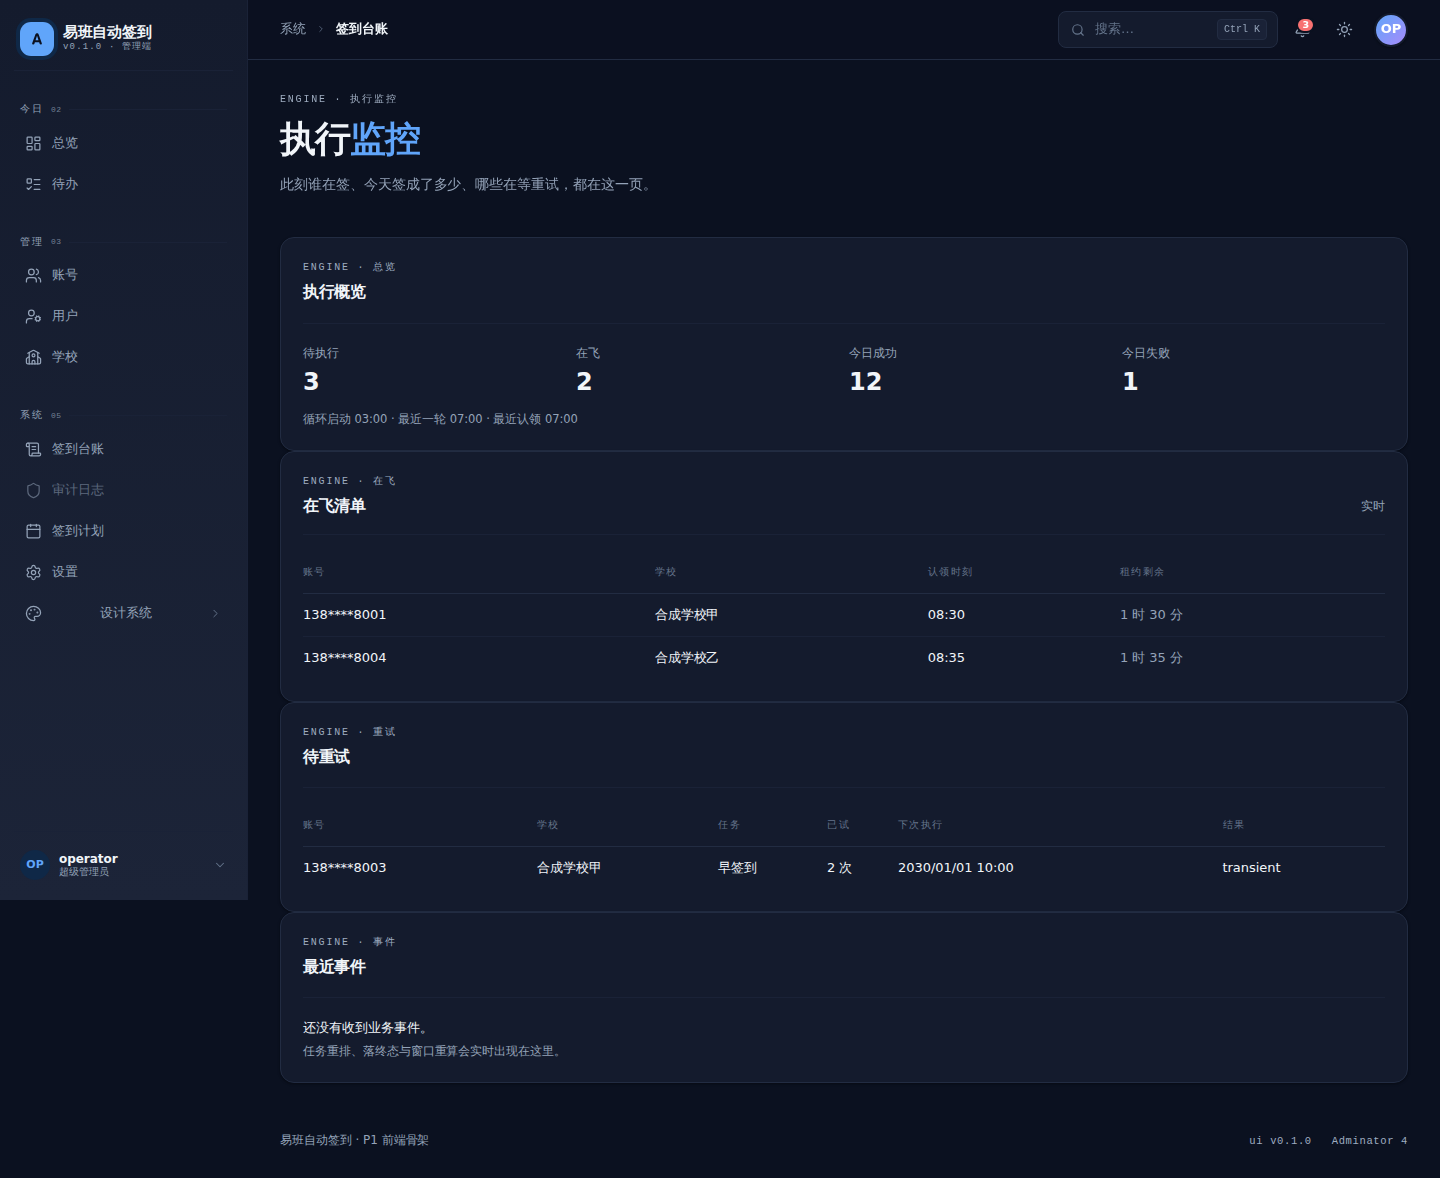 A
易班自动签到
v0.1.0 · 管理端
今日 02
总览
待办
管理 03
账号
用户
学校
系统 05
签到台账
审计日志
签到计划
设置
设计系统
OP
operator
超级管理员
系统 › 签到台账
搜索… Ctrl K
3
OP
ENGINE · 执行监控
执行监控
此刻谁在签、今天签成了多少、哪些在等重试，都在这一页。
ENGINE · 总览
执行概览
待执行 在飞 今日成功 今日失败
3 2 12 1
循环启动 03:00 · 最近一轮 07:00 · 最近认领 07:00
ENGINE · 在飞
在飞清单 实时
账号 学校 认领时刻 租约剩余
138****8001 合成学校甲 08:30 1 时 30 分
138****8004 合成学校乙 08:35 1 时 35 分
ENGINE · 重试
待重试
账号 学校 任务 已试 下次执行 结果
138****8003 合成学校甲 早签到 2 次 2030/01/01 10:00 transient
ENGINE · 事件
最近事件
还没有收到业务事件。
任务重排、落终态与窗口重算会实时出现在这里。
易班自动签到 · P1 前端骨架
ui v0.1.0 Adminator 4